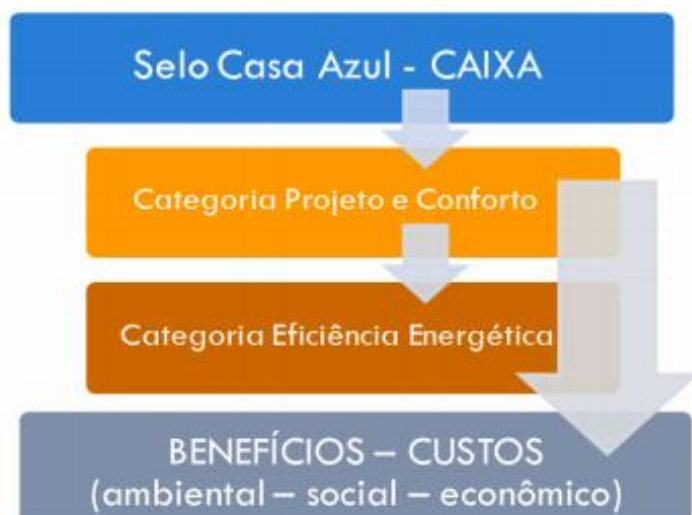 Selo Casa Azul - CAIXA
Categoria Projeto e Conforto
Categoria Eficiência Energética
BENEFÍCIOS – CUSTOS
(ambiental – social – econômico)